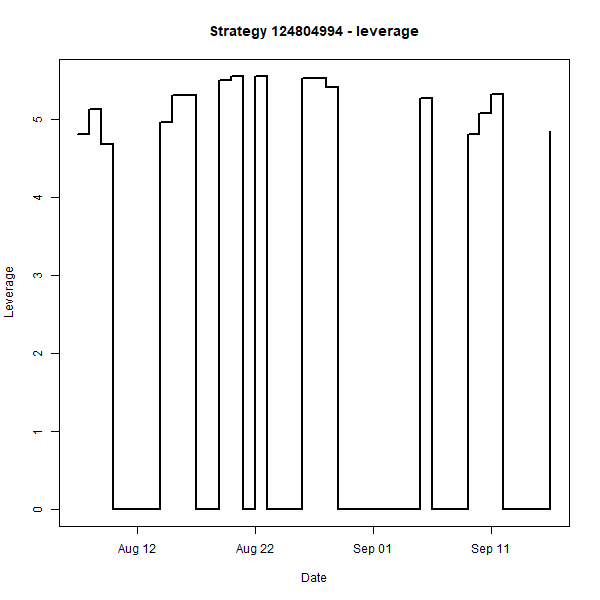 Strategy 124804994 - leverage
Leverage
5
4
3
2
1
0
Aug 12
Aug 22
Sep 01
Sep 11
Date